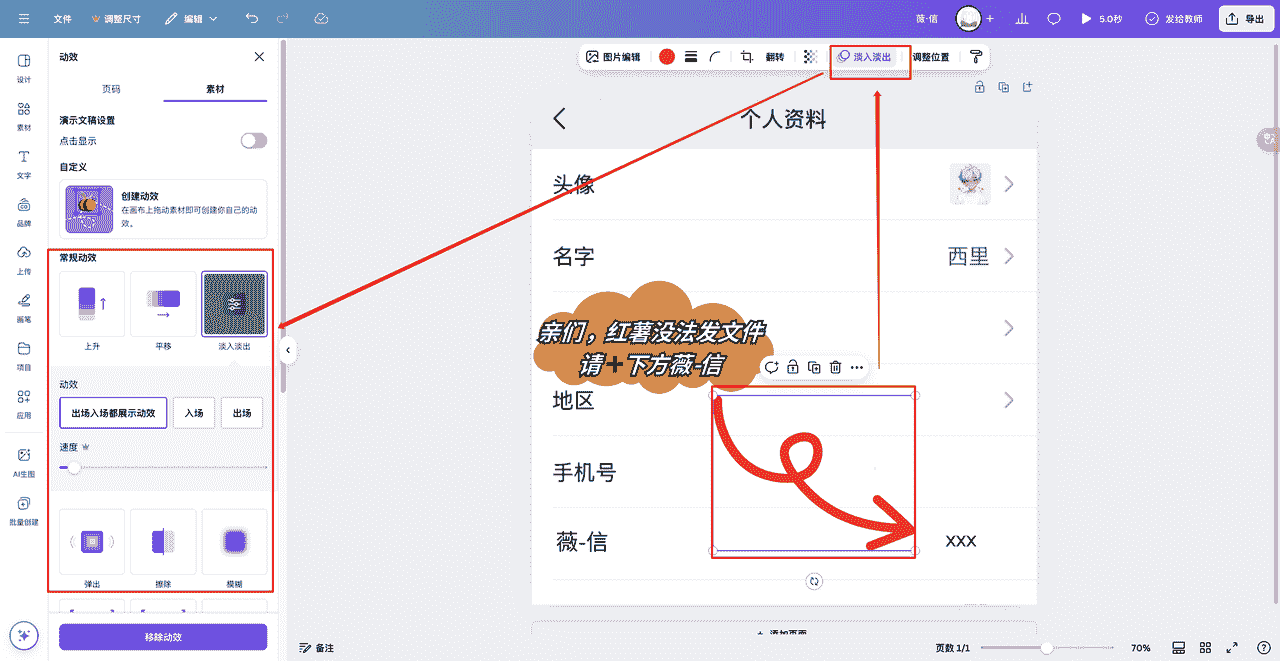 文件 调整尺寸 编辑 薇·信 5.0秒 发给教师 导出
设计
素材
文字
品牌
上传
画笔
项目
应用
AI生图
批量创建
动效
页码 素材
演示文稿设置
点击显示
自定义
创建动效
在画布上拖动素材即可创建你自己的动
效。
常规动效
上升 平移 淡入淡出
动效
出场入场都展示动效 入场 出场
速度
弹出 擦除 模糊
移除动效
图片编辑 翻转 淡入淡出 调整位置
个人资料
头像
名字 西里
亲们，红薯没法发文件
请＋下方薇-信
地区
手机号
薇-信 xxx
+ 添加页面
备注 页数 1/1 70%